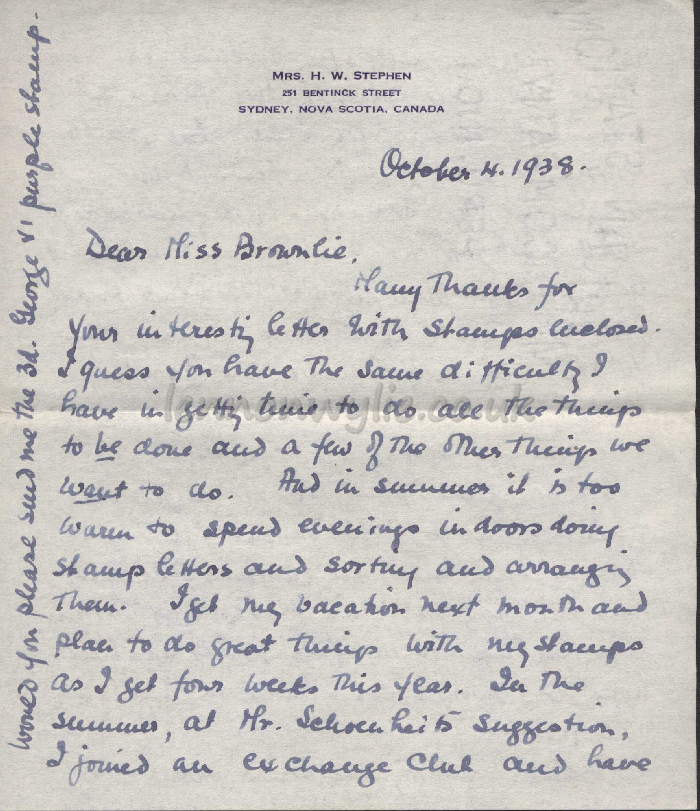 MRS. H. W. STEPHEN
251 BENTINCK STREET
SYDNEY, NOVA SCOTIA, CANADA
October 4. 1938.
Dear Miss Brownlie,
Many Thanks for
your interestig letter with stamps enclosed.
I guess you have the same difficulty I
have in gettig time to do all the things
to be done and a few of the other things we
want to do. And in summer it is too
warm to spend evenings indoors doing
stamp letters and sorting and arranging
them. I get my vacation next month and
plan to do great things with my stamps
as I get four weeks this year. In the
summer, at Mr. Schoenheit's suggestion,
I joined an exchange club and have
Would you please send me the 3d. George VI purple stamp.
lennonwylie.co.uk